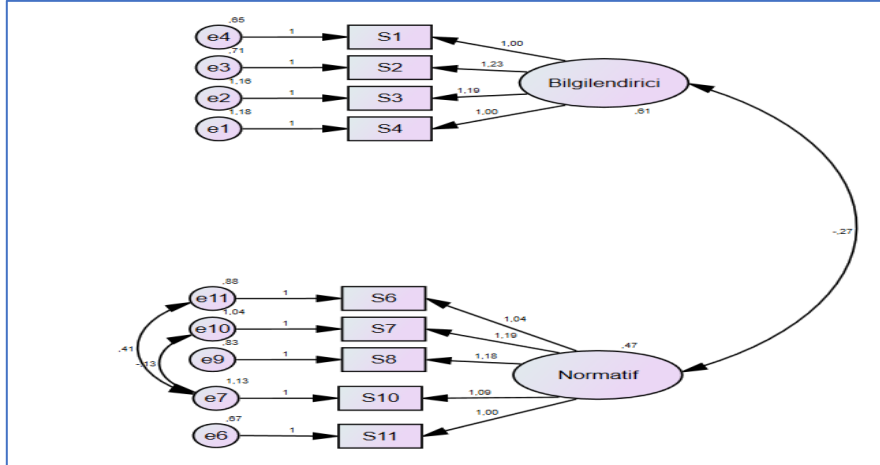 ,65
e4 1 S1 1,00
,71
e3 1 S2 1,23
1,16
e2 1 S3 1,19
1,18
e1 1 S4 1,00
Bilgilendirici
,61
-,27
,88
e11 1 S6 1,04
1,04
e10 1 S7 1,19
,83
e9 1 S8 1,18
1,13
e7 1 S10 1,09
,67
e6 1 S11 1,00
,41
-,13
,47
Normatif